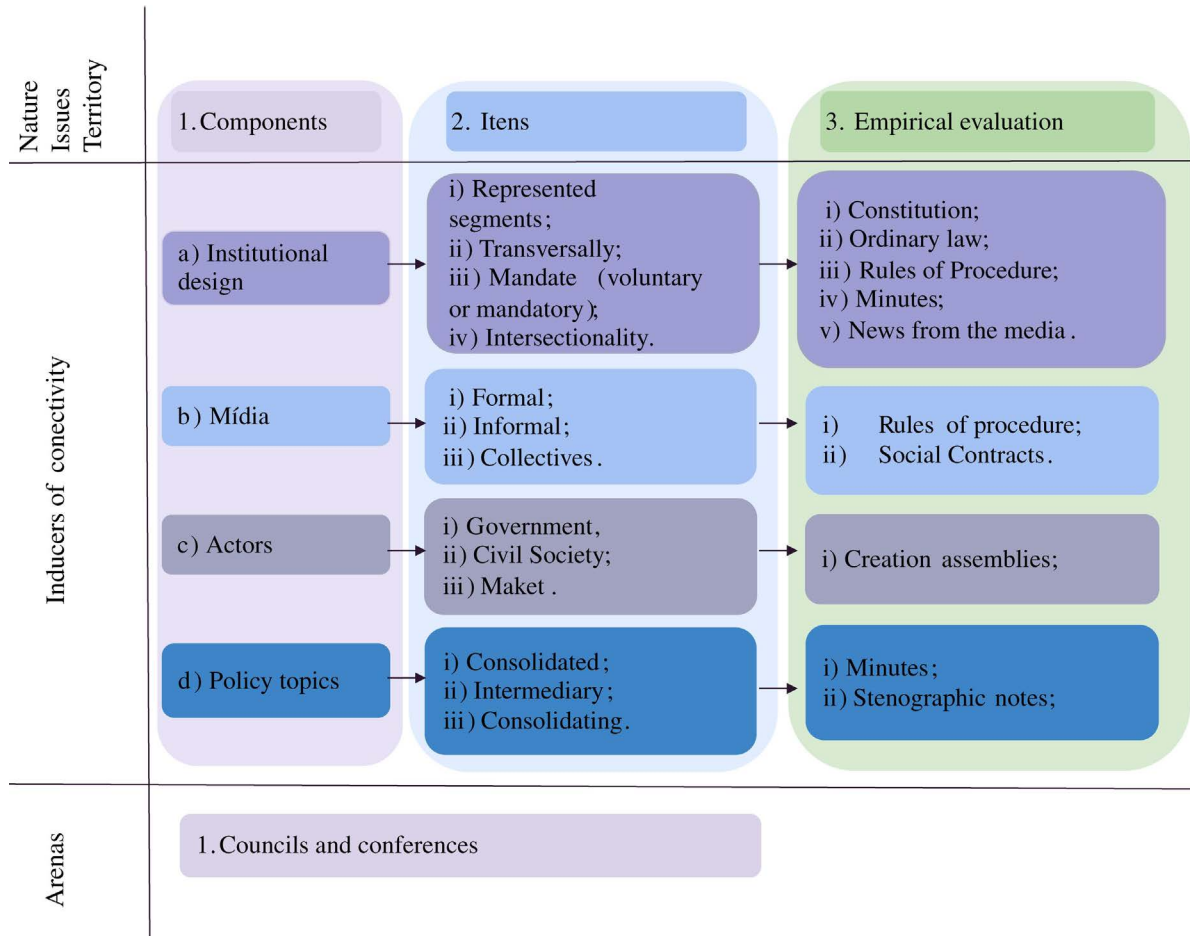 Nature
Issues
Territory
1. Components
2. Itens
3. Empirical evaluation
Inducers of conectivity
a) Institutional
design
i) Represented
segments;
ii) Transversally;
iii) Mandate (voluntary
or mandatory);
iv) Intersectionality.
i) Constitution;
ii) Ordinary law;
iii) Rules of Procedure;
iv) Minutes;
v) News from the media.
b) Mídia
i) Formal;
ii) Informal;
iii) Collectives.
i) Rules of procedure;
ii) Social Contracts.
c) Actors
i) Government,
ii) Civil Society;
iii) Maket.
i) Creation assemblies;
d) Policy topics
i) Consolidated;
ii) Intermediary;
iii) Consolidating.
i) Minutes;
ii) Stenographic notes;
Arenas
1. Councils and conferences